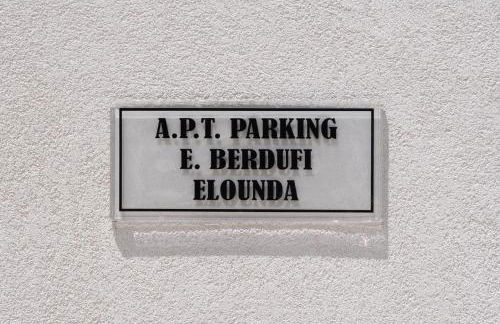 A.P.T. PARKING
E. BERDUFI
ELOUNDA